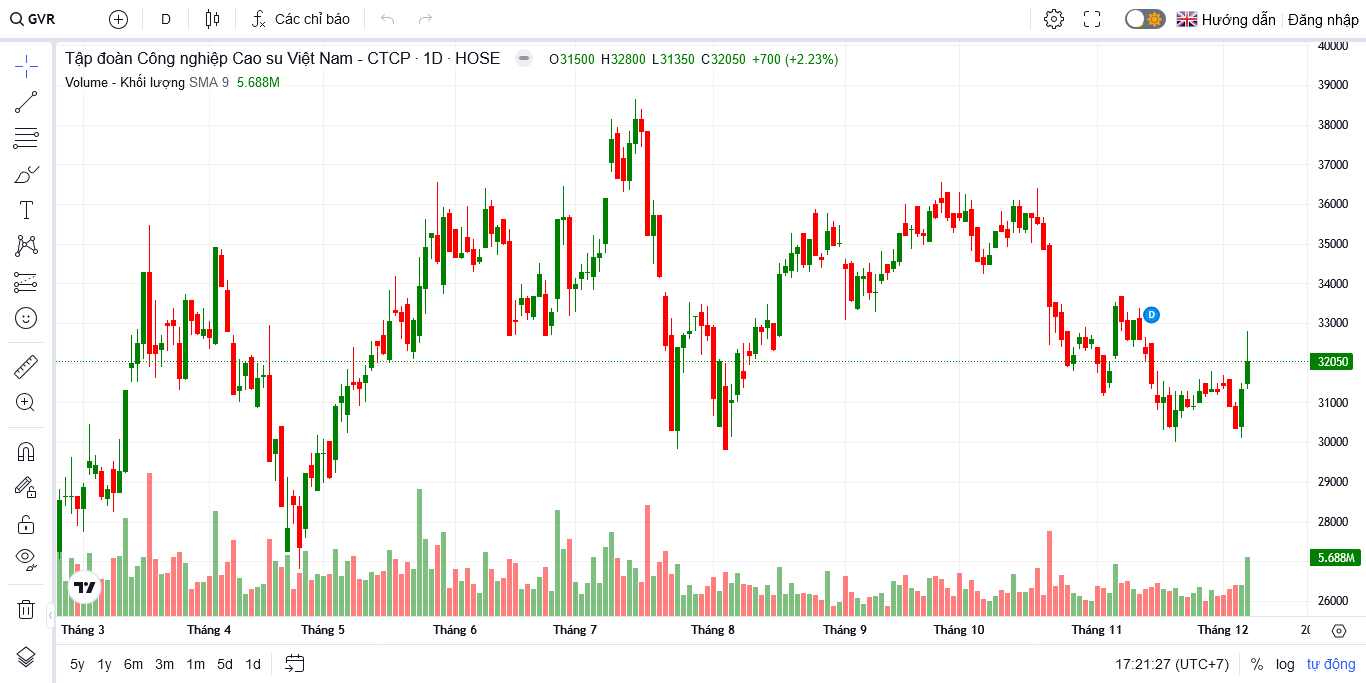 GVR D Các chỉ báo Hướng dẫn Đăng nhập
Tập đoàn Công nghiệp Cao su Việt Nam - CTCP · 1D · HOSE O31500 H32800 L31350 C32050 +700 (+2.23%)
Volume - Khối lượng SMA 9 5.688M
40000
39000
38000
37000
36000
35000
34000
33000
32050
31000
30000
29000
28000
5.688M
26000
D
Tháng 3 Tháng 4 Tháng 5 Tháng 6 Tháng 7 Tháng 8 Tháng 9 Tháng 10 Tháng 11 Tháng 12
5y 1y 6m 3m 1m 5d 1d 17:21:27 (UTC+7) % log tự động